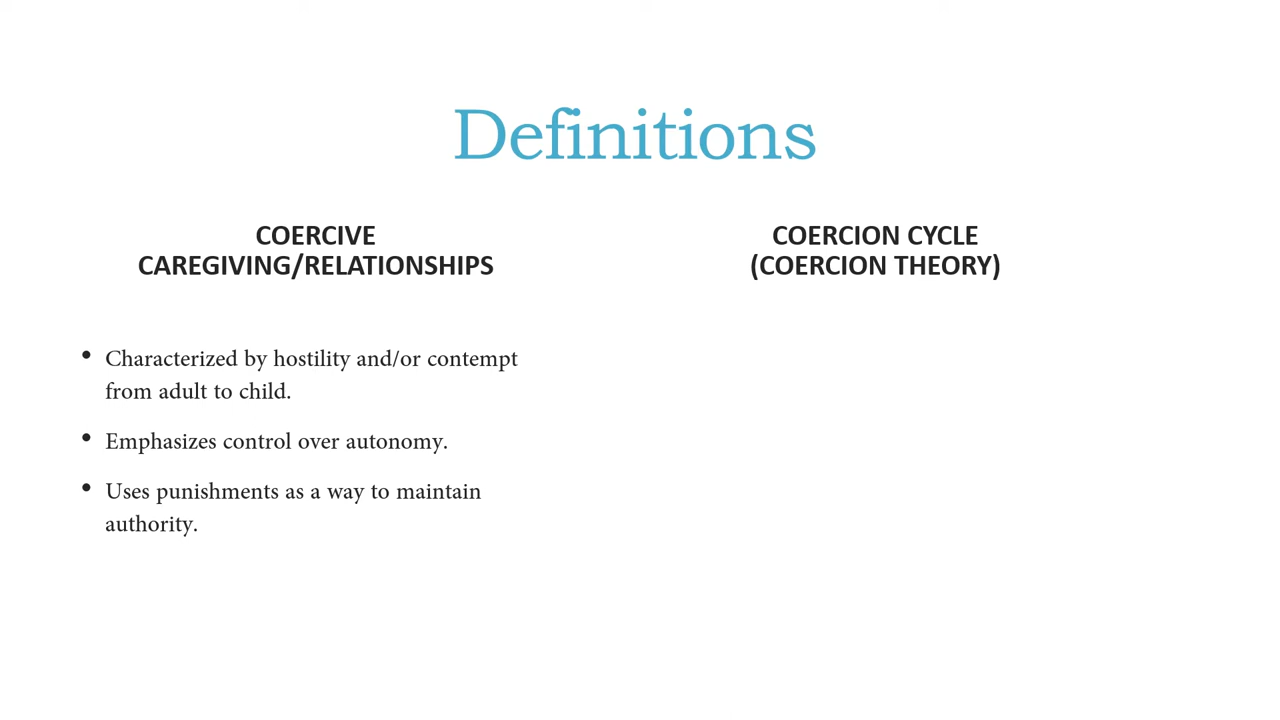 Definitions
COERCIVE
CAREGIVING/RELATIONSHIPS
• Characterized by hostility and/or contempt
from adult to child.
• Emphasizes control over autonomy.
• Uses punishments as a way to maintain
authority.
COERCION CYCLE
(COERCION THEORY)